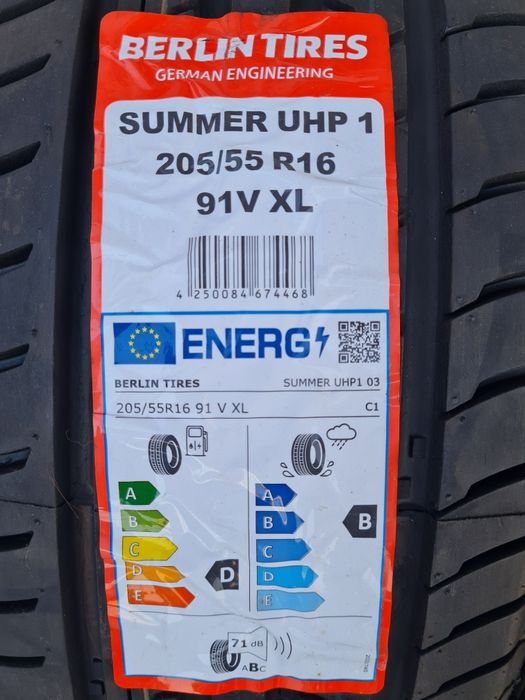 BERLIN TIRES
GERMAN ENGINEERING
SUMMER UHP 1
205/55 R16
91V XL
4 250084 674468
ENERG
BERLIN TIRES SUMMER UHP1 03
205/55R16 91 V XL C1
A A
B B B
C C
D D D
E E
71 dB
ABC